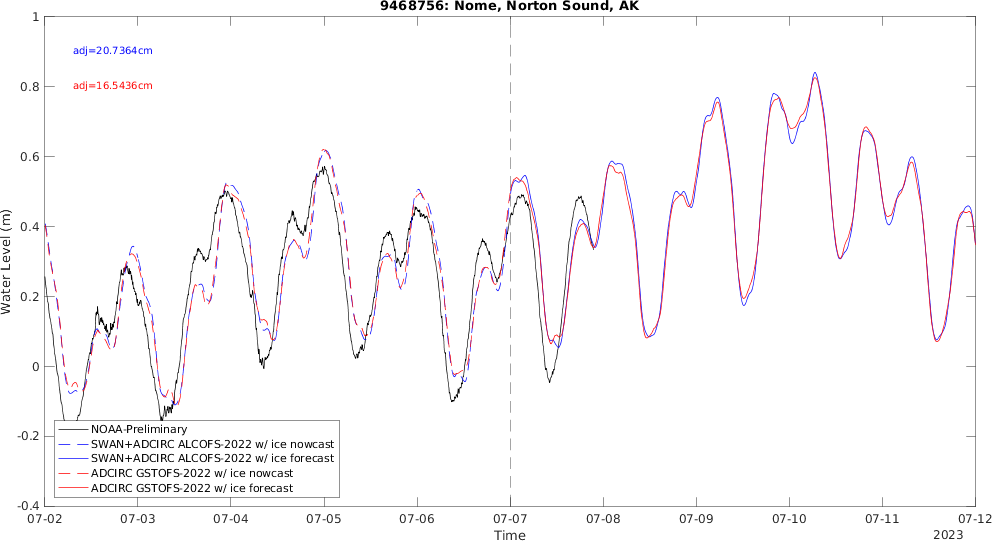 9468756: Nome, Norton Sound, AK
adj=20.7364cm
adj=16.5436cm
Water Level (m)
1
0.8
0.6
0.4
0.2
0
-0.2
-0.4
NOAA-Preliminary
SWAN+ADCIRC ALCOFS-2022 w/ ice nowcast
SWAN+ADCIRC ALCOFS-2022 w/ ice forecast
ADCIRC GSTOFS-2022 w/ ice nowcast
ADCIRC GSTOFS-2022 w/ ice forecast
07-02 07-03 07-04 07-05 07-06 07-07 07-08 07-09 07-10 07-11 07-12
Time
2023